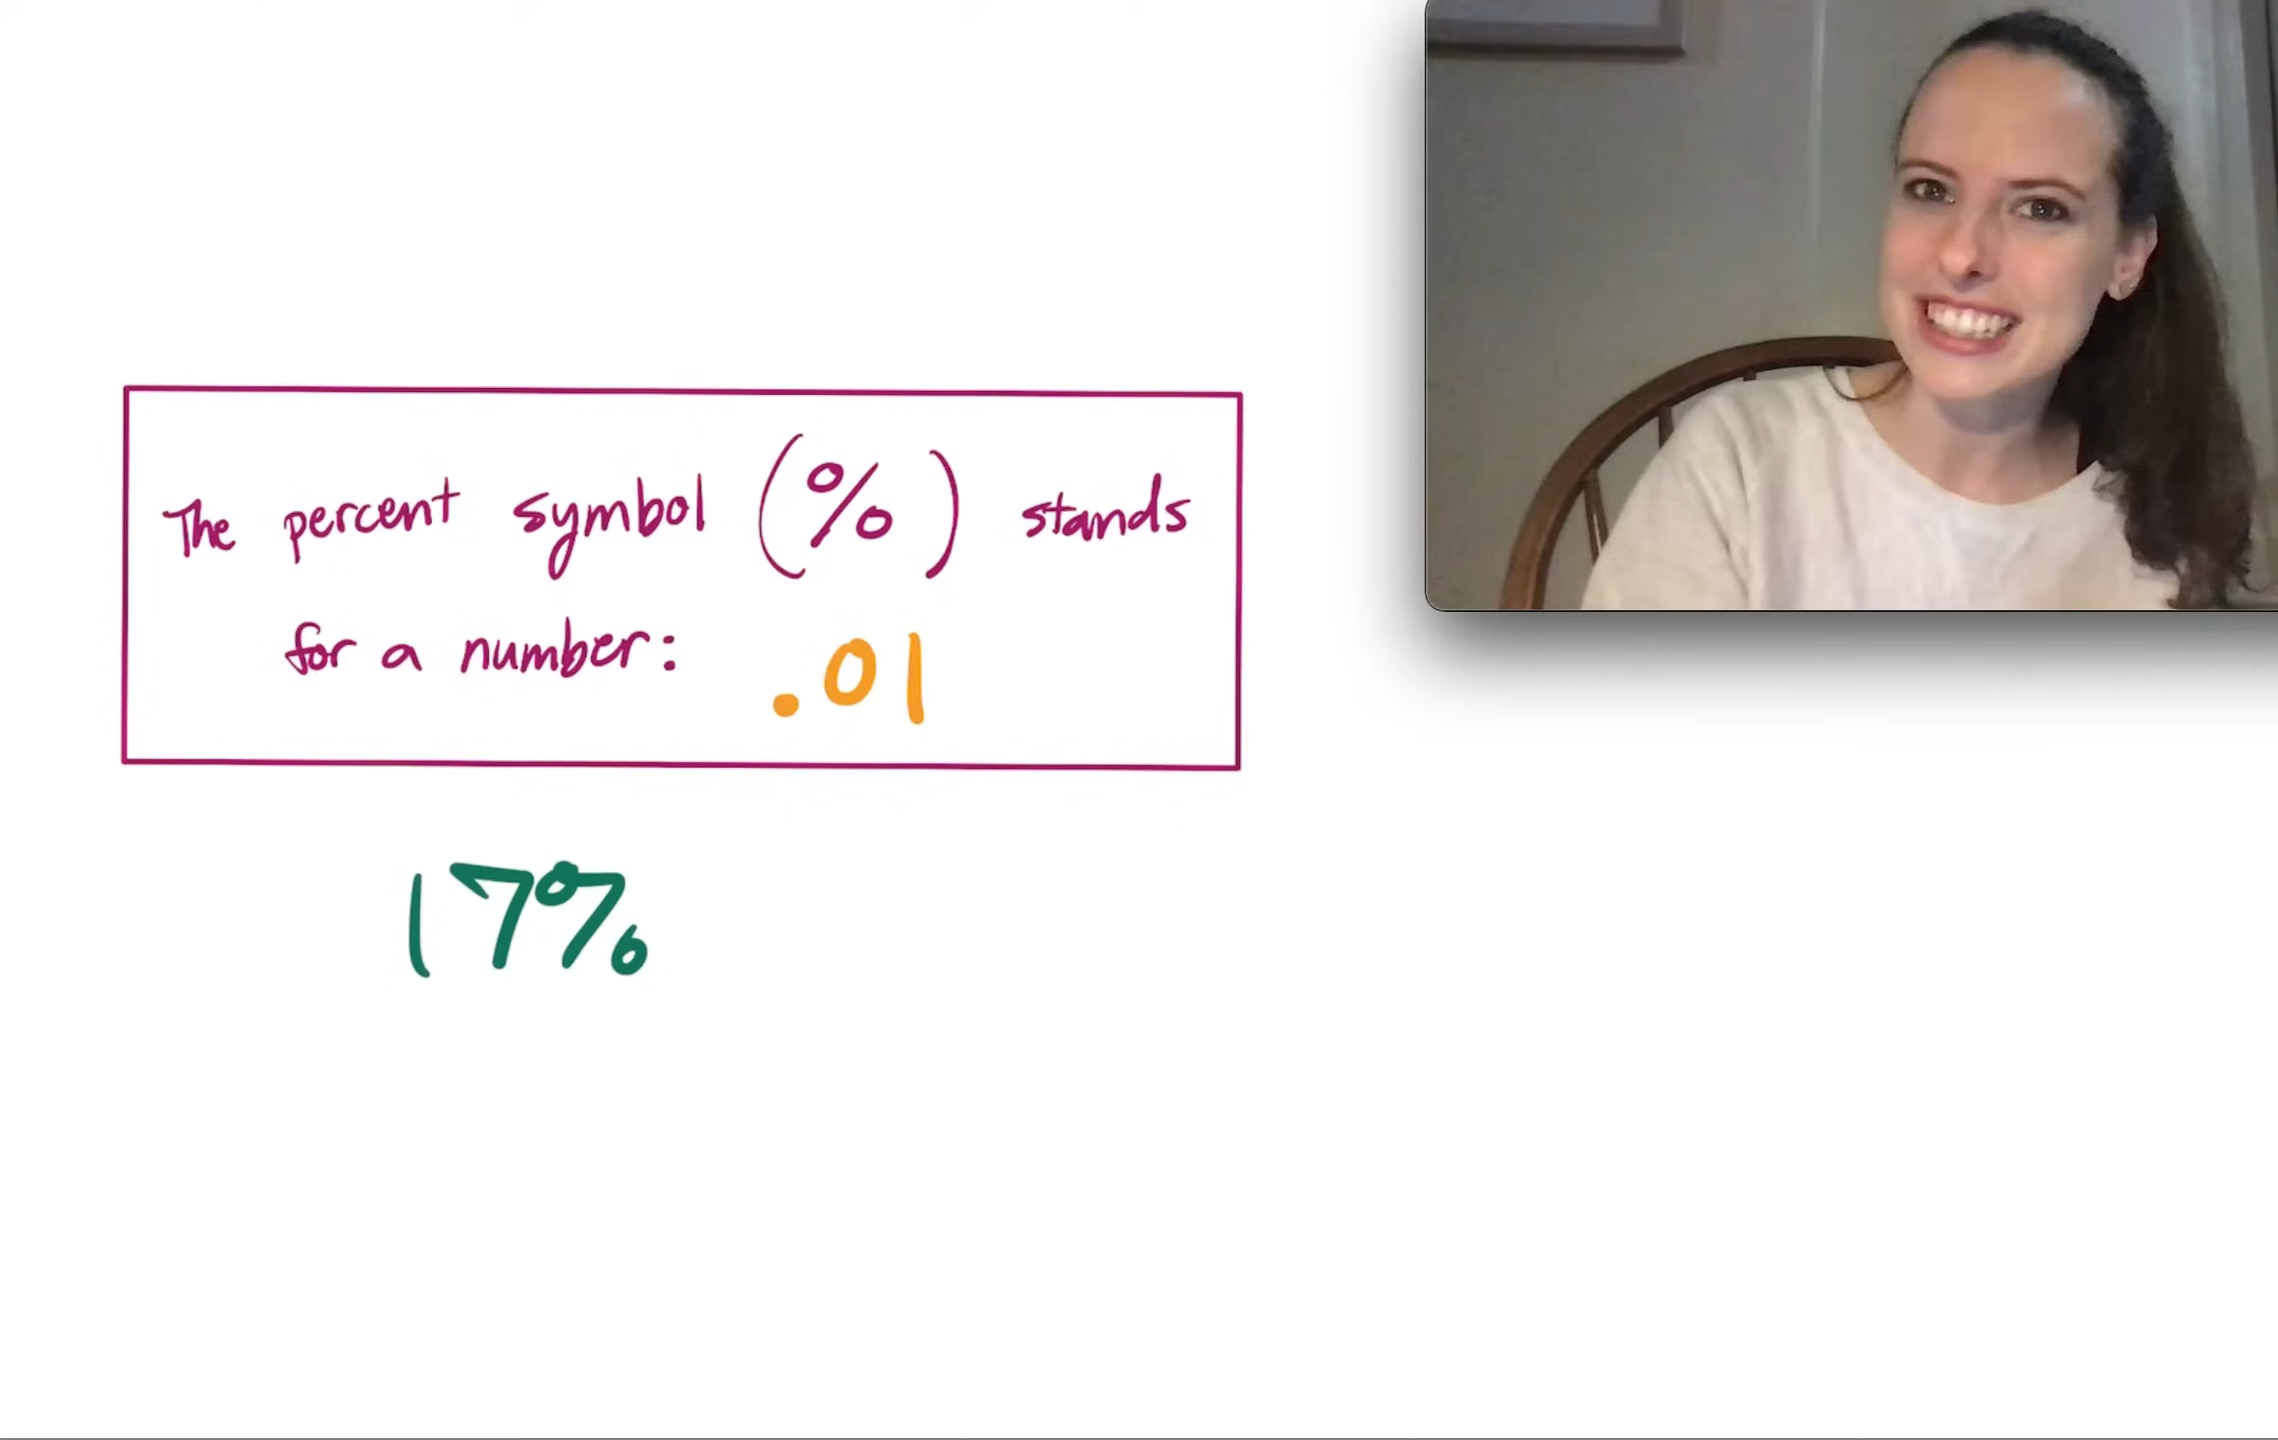 The percent symbol (%) stands
for a number: .01
17%